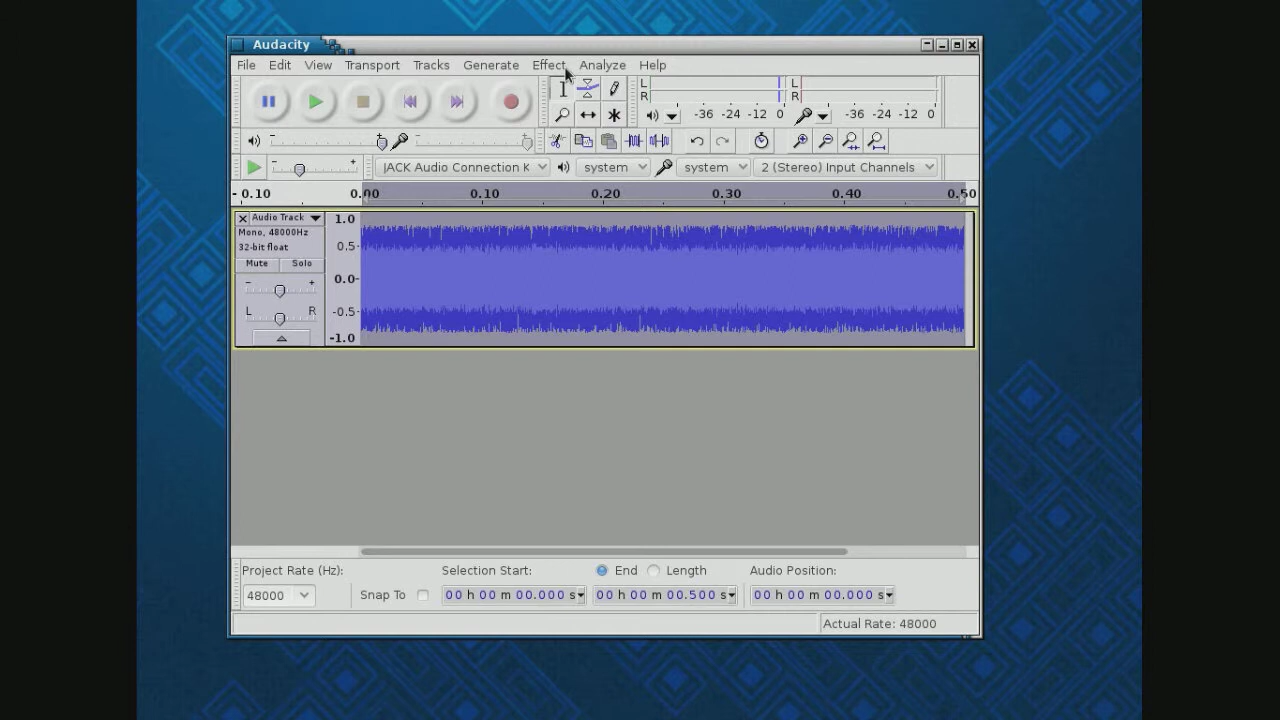 Audacity
File Edit View Transport Tracks Generate Effect Analyze Help
L
R
-36 -24 -12 0
L
R
-36 -24 -12 0
- +
- +
- +
JACK Audio Connection K
system
system
2 (Stereo) Input Channels
- 0.10 0.00 0.10 0.20 0.30 0.40 0.50
Audio Track
Mono, 48000Hz
32-bit float
Mute Solo
- +
L R
1.0
0.5-
0.0-
-0.5-
-1.0
Project Rate (Hz):
48000
Snap To
Selection Start:
End Length
Audio Position:
00 h 00 m 00.000 s
00 h 00 m 00.500 s
00 h 00 m 00.000 s
Actual Rate: 48000